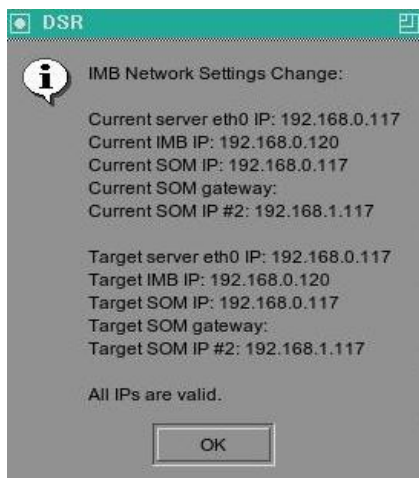 DSR
IMB Network Settings Change:
Current server eth0 IP: 192.168.0.117
Current IMB IP: 192.168.0.120
Current SOM IP: 192.168.0.117
Current SOM gateway:
Current SOM IP #2: 192.168.1.117
Target server eth0 IP: 192.168.0.117
Target IMB IP: 192.168.0.120
Target SOM IP: 192.168.0.117
Target SOM gateway:
Target SOM IP #2: 192.168.1.117
All IPs are valid.
OK